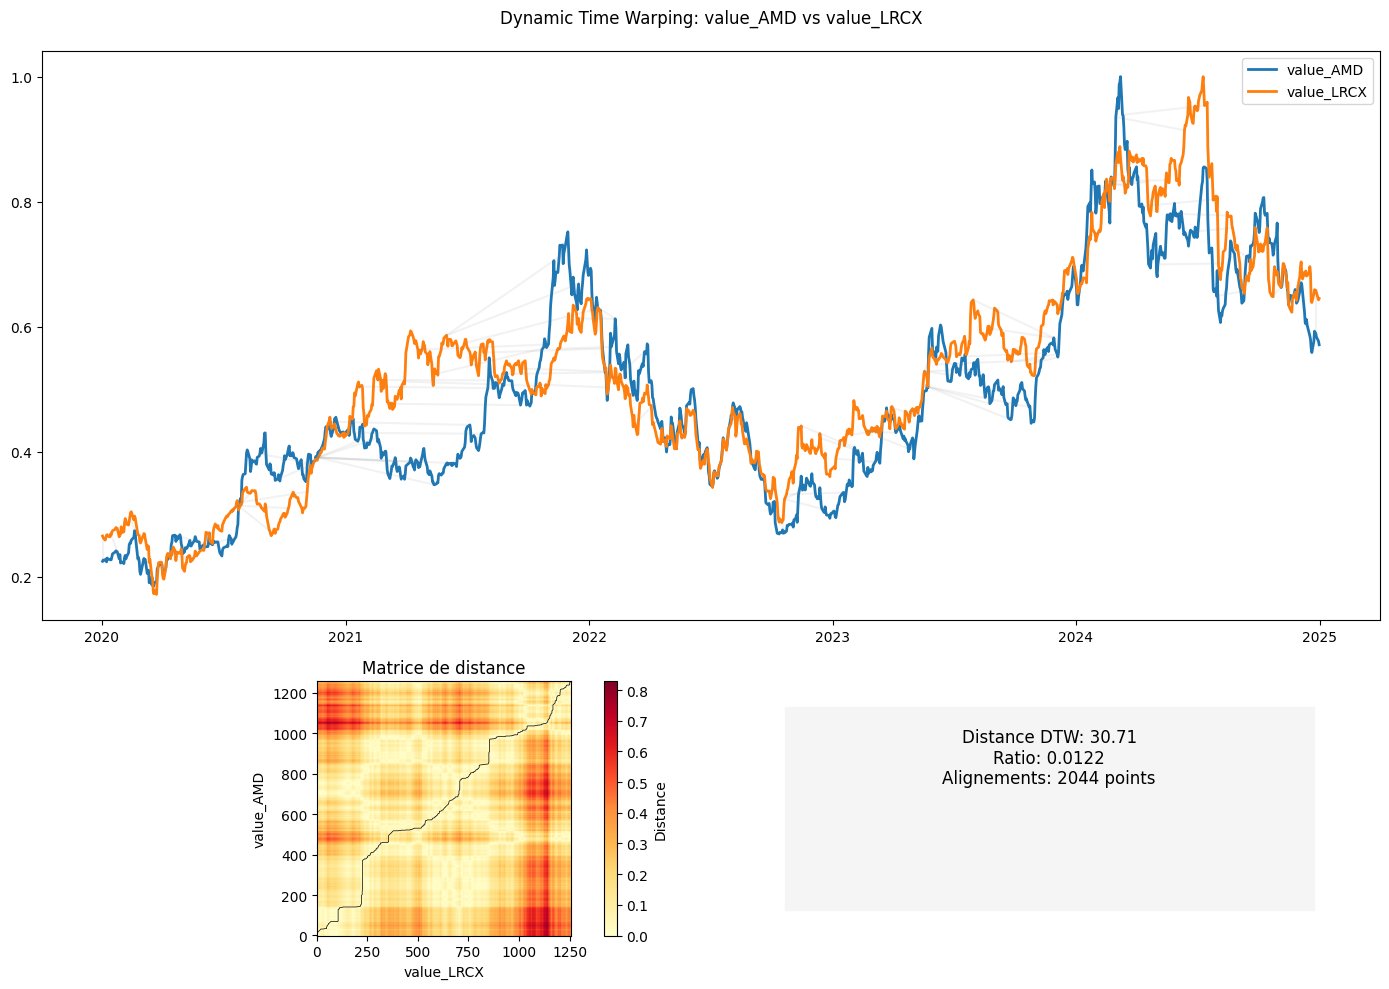 Dynamic Time Warping: value_AMD vs value_LRCX
value_AMD
value_LRCX
1.0
0.8
0.6
0.4
0.2
2020 2021 2022 2023 2024 2025
Matrice de distance
value_AMD
1200
1000
800
600
400
200
0
0 250 500 750 1000 1250
value_LRCX
0.8
0.7
0.6
0.5
0.4
0.3
0.2
0.1
0.0
Distance
Distance DTW: 30.71
Ratio: 0.0122
Alignements: 2044 points